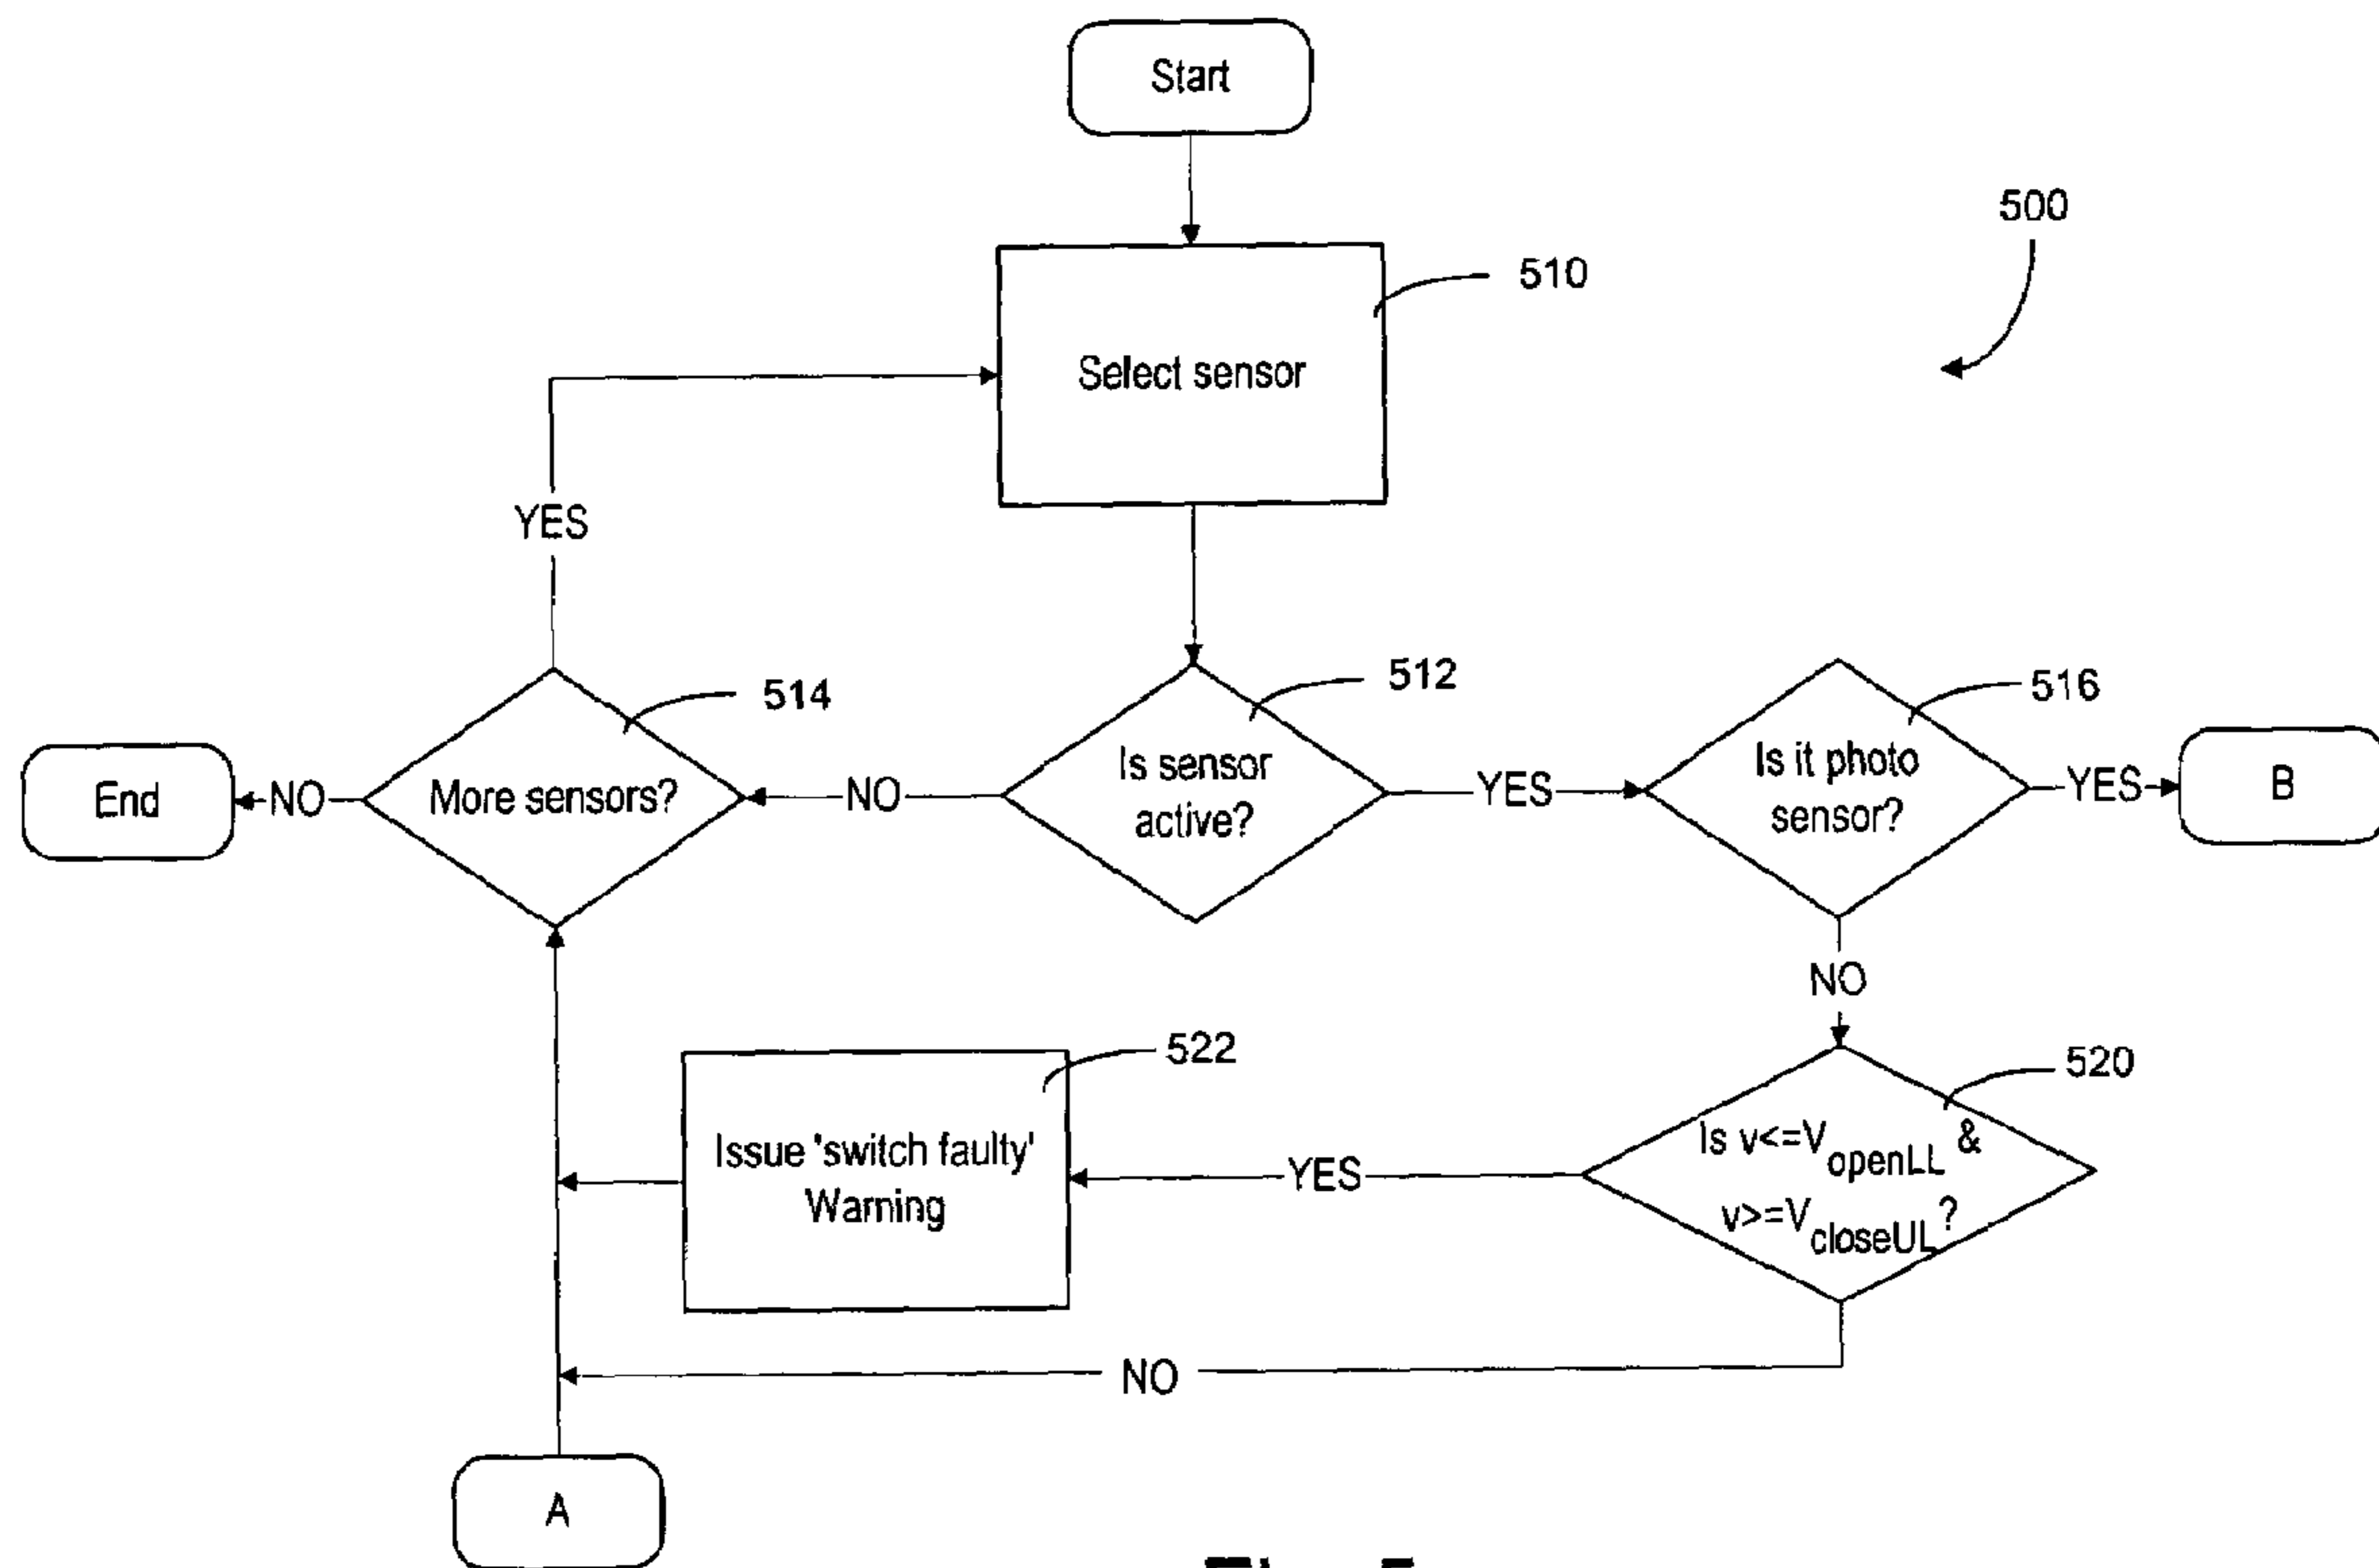 Start
500
510
Select sensor
YES
514
512
516
End
NO
More sensors?
NO
Is sensor
active?
YES
Is it photo
sensor?
YES
B
NO
522
520
Issue 'switch faulty'
Warning
YES
Is v<=VopenLL &
v>=VcloseUL?
NO
A